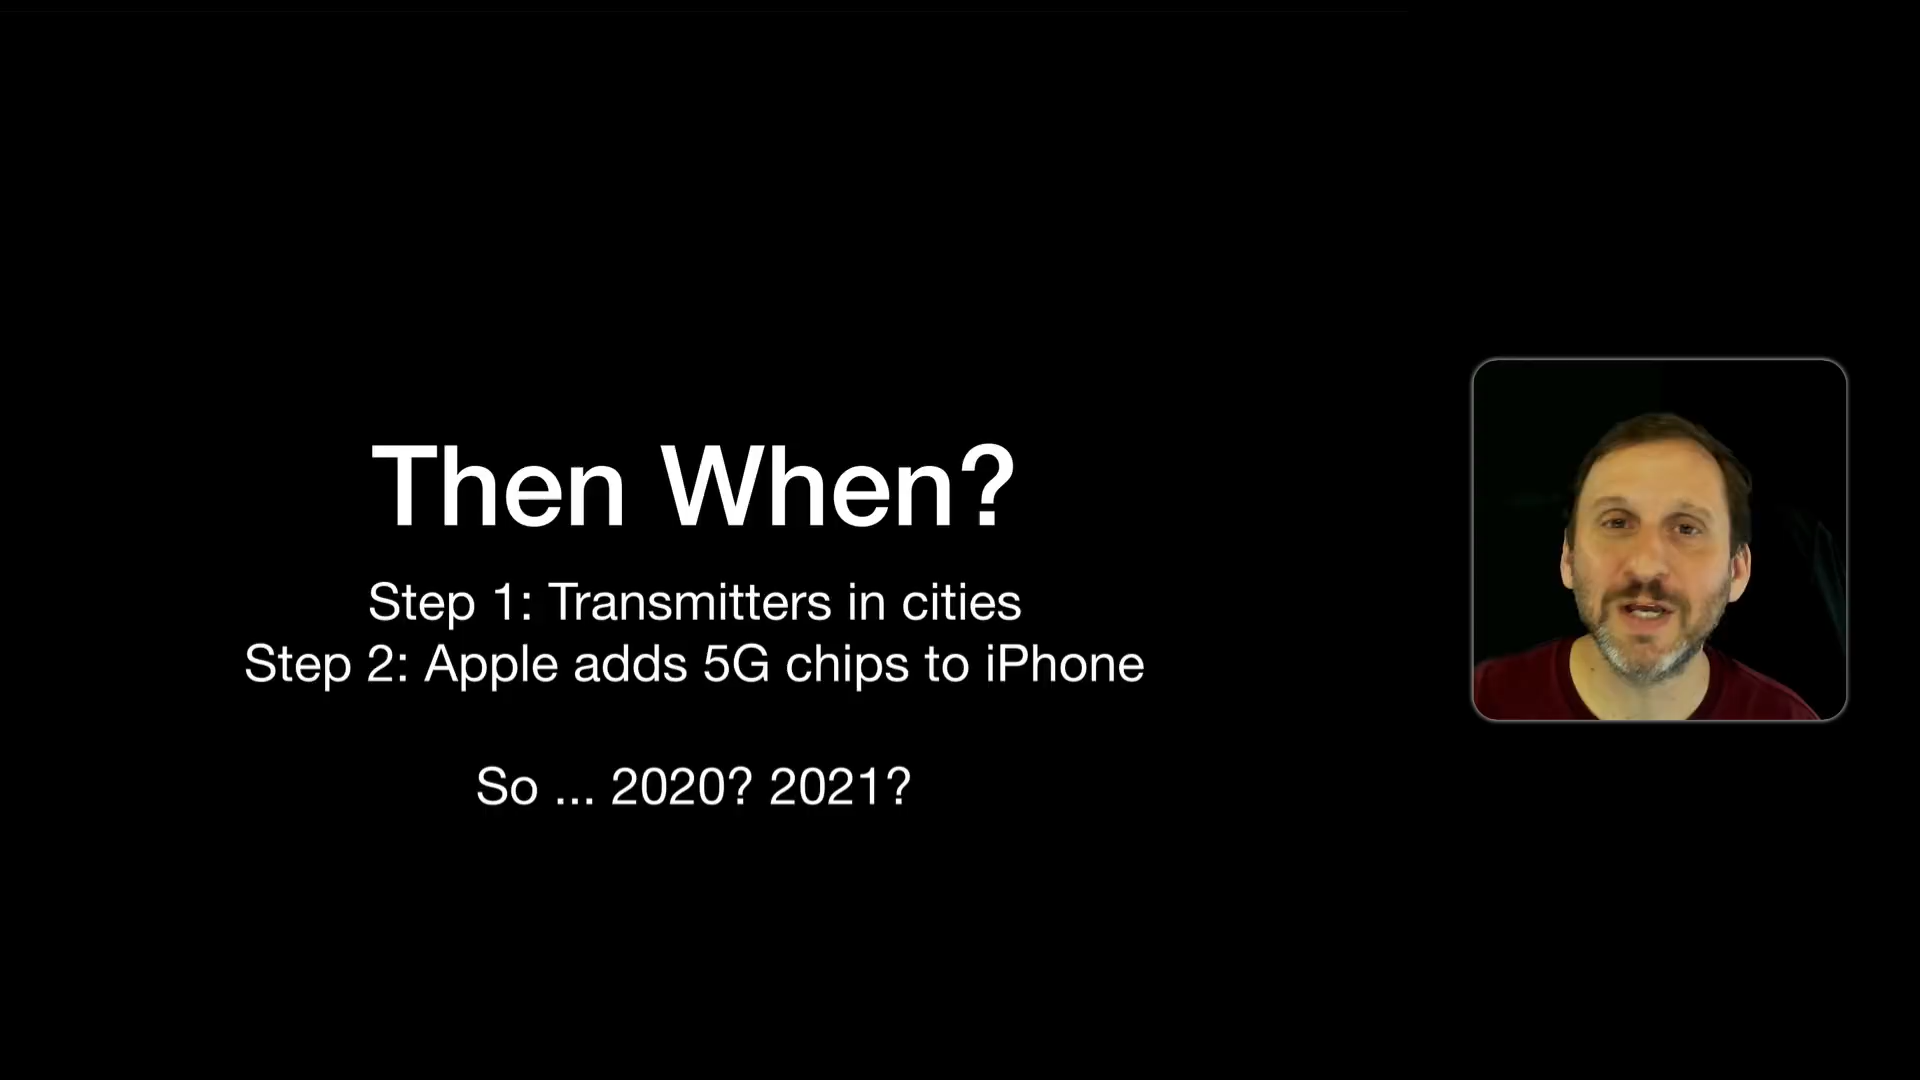 Then When?
Step 1: Transmitters in cities
Step 2: Apple adds 5G chips to iPhone
So ... 2020? 2021?